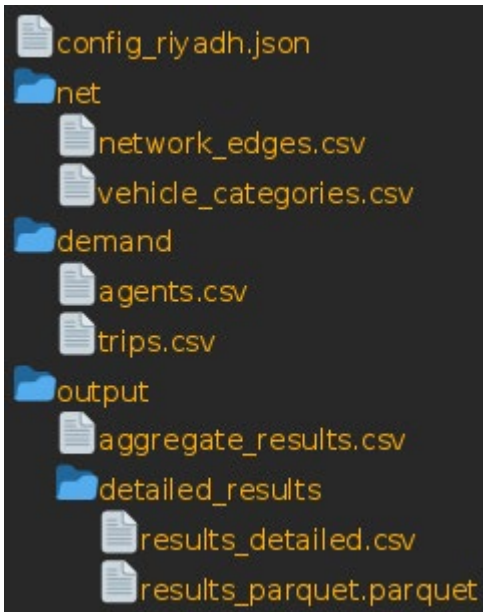 config_riyadh.json
net
network_edges.csv
vehicle_categories.csv
demand
agents.csv
trips.csv
output
aggregate_results.csv
detailed_results
results_detailed.csv
results_parquet.parquet